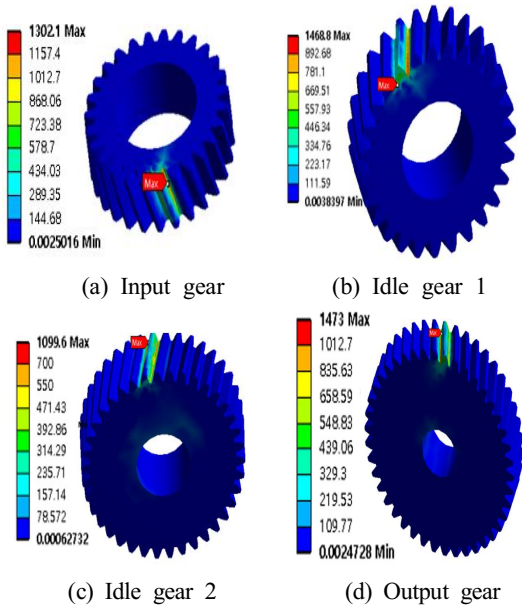 1302.1 Max
1157.4
1012.7
868.06
723.38
578.7
434.03
289.35
144.68
0.0025016 Min
Max
(a) Input gear
1468.8 Max
892.68
781.1
669.51
557.93
446.34
334.76
223.17
111.59
0.0038397 Min
Max
(b) Idle gear 1
1099.6 Max
700
550
471.43
392.86
314.29
235.71
157.14
78.572
0.00062732
Max
(c) Idle gear 2
1473 Max
1012.7
835.63
658.59
548.83
439.06
329.3
219.53
109.77
0.0024728 Min
Max
(d) Output gear